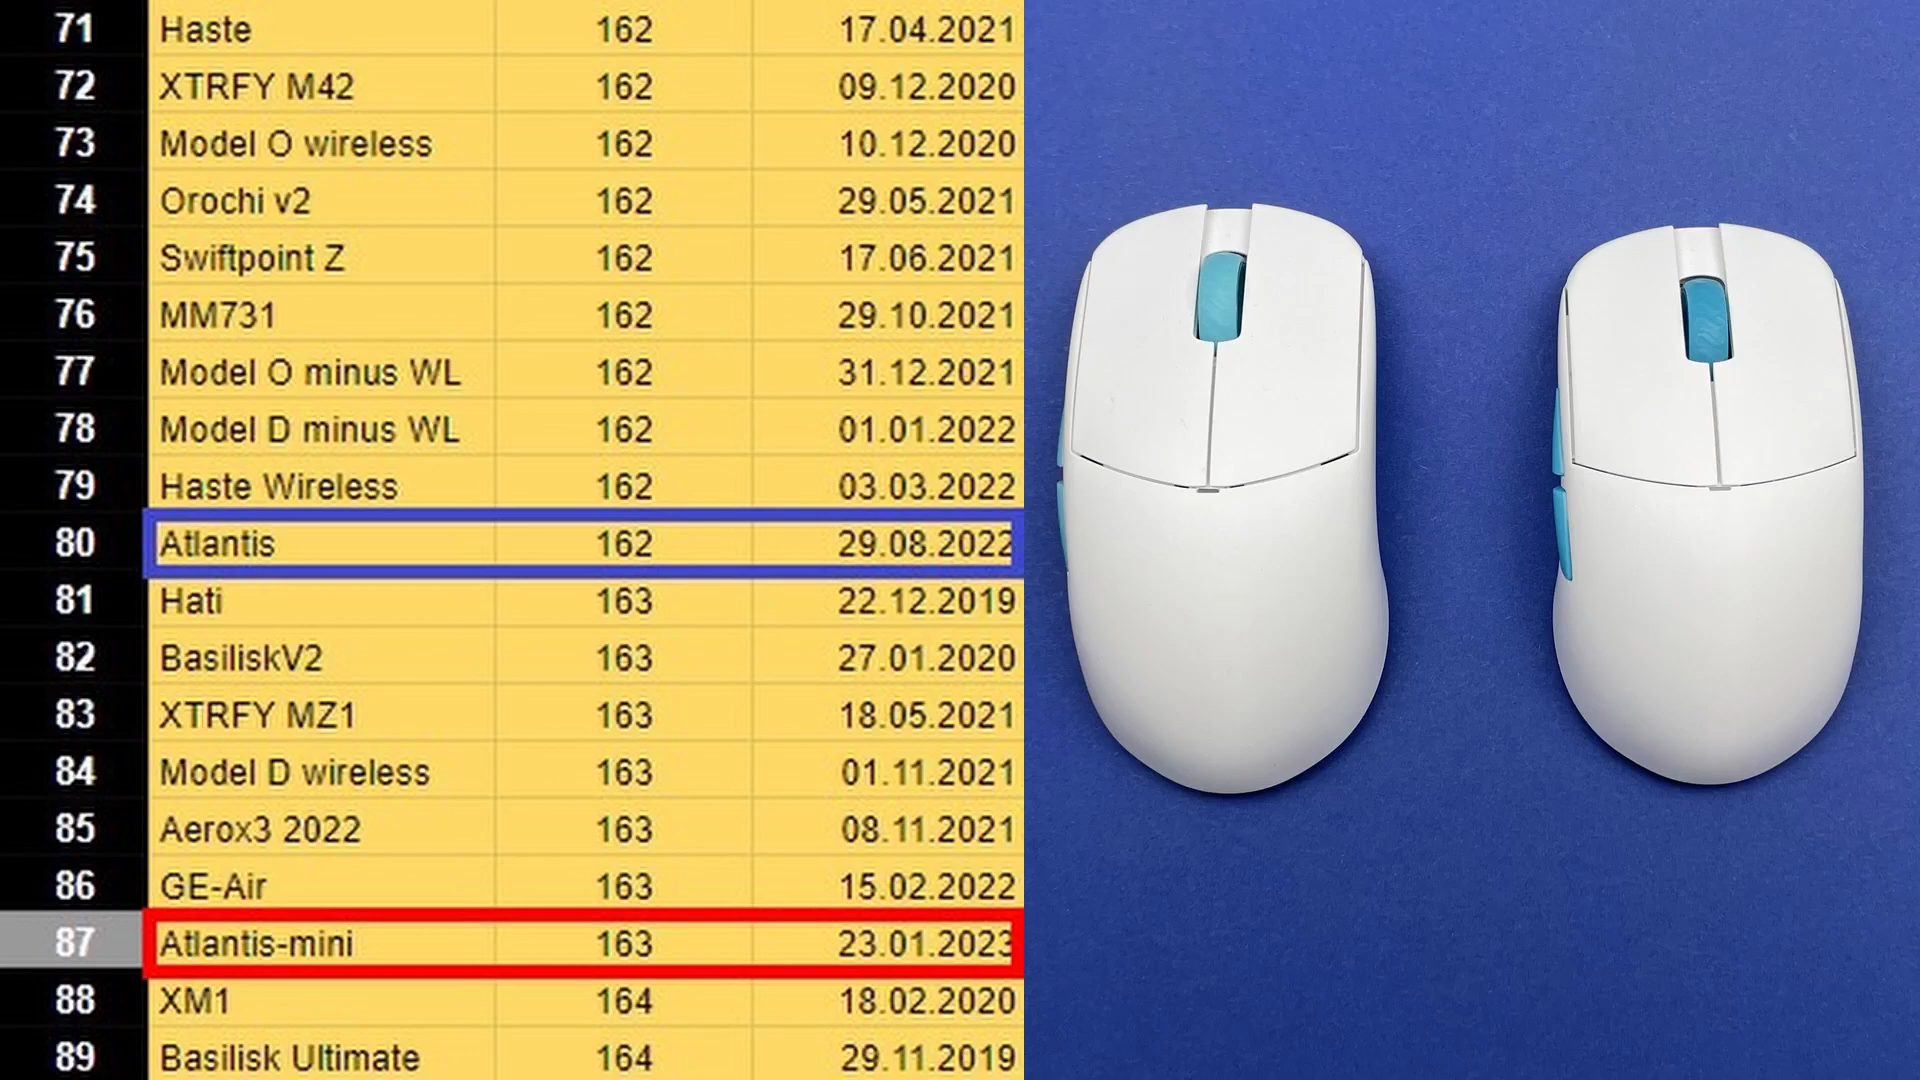 71 Haste 162 17.04.2021
72 XTRFY M42 162 09.12.2020
73 Model O wireless 162 10.12.2020
74 Orochi v2 162 29.05.2021
75 Swiftpoint Z 162 17.06.2021
76 MM731 162 29.10.2021
77 Model O minus WL 162 31.12.2021
78 Model D minus WL 162 01.01.2022
79 Haste Wireless 162 03.03.2022
80 Atlantis 162 29.08.2022
81 Hati 163 22.12.2019
82 BasiliskV2 163 27.01.2020
83 XTRFY MZ1 163 18.05.2021
84 Model D wireless 163 01.11.2021
85 Aerox3 2022 163 08.11.2021
86 GE-Air 163 15.02.2022
87 Atlantis-mini 163 23.01.2023
88 XM1 164 18.02.2020
89 Basilisk Ultimate 164 29.11.2019